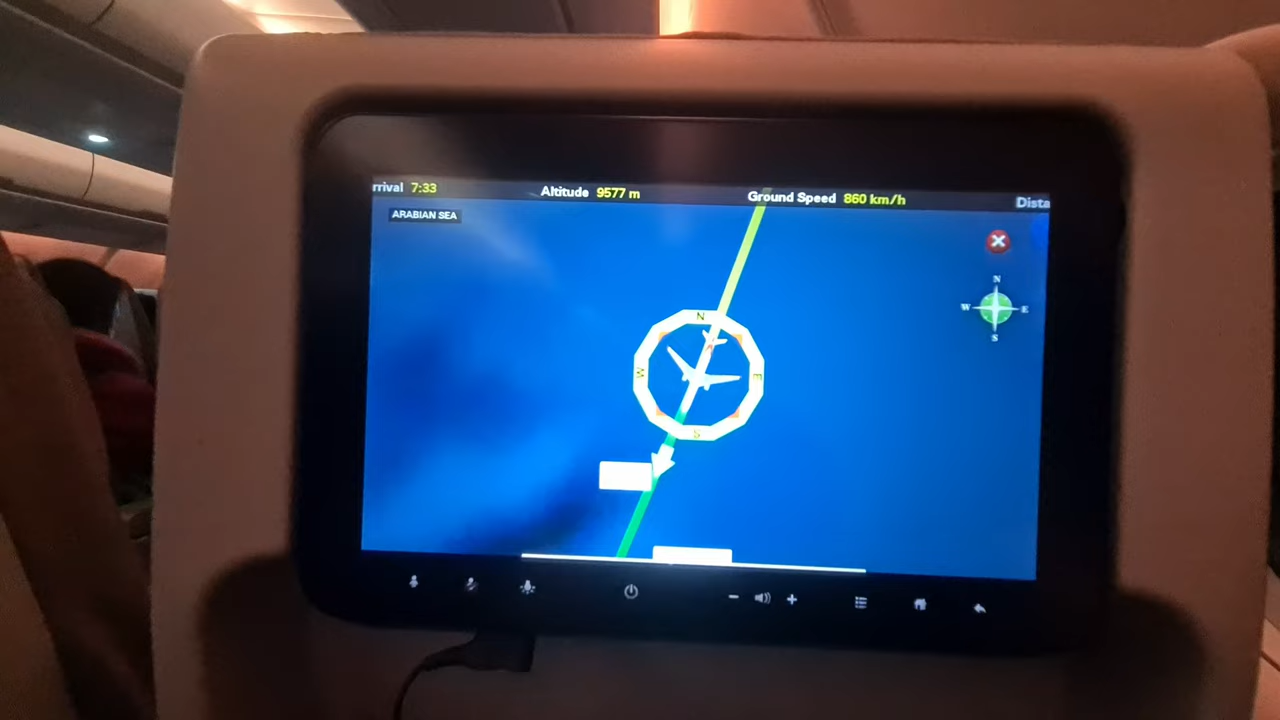 rrival 7:33 Altitude 9577 m Ground Speed 860 km/h Dista
ARABIAN SEA
N
W E
S
N
W E
S